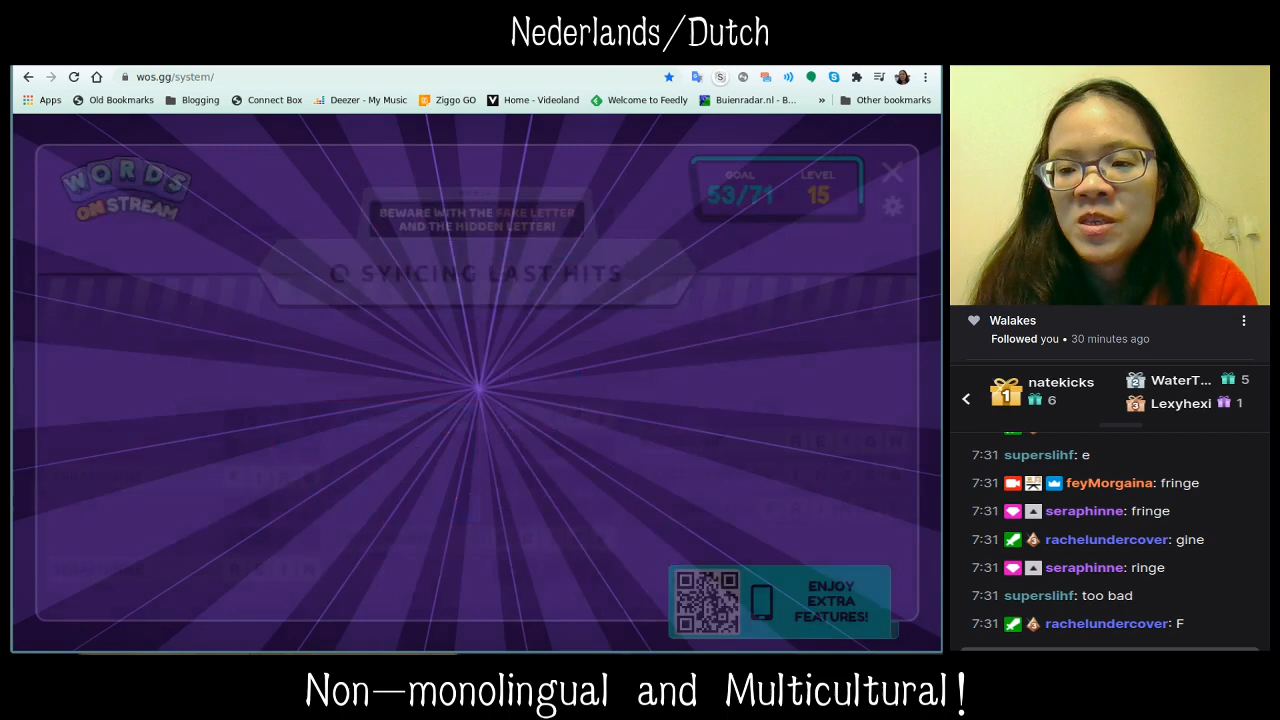 Nederlands/Dutch
wos.gg/system/
Apps
Old Bookmarks
Blogging
Connect Box
Deezer - My Music
Ziggo GO
Home - Videoland
Welcome to Feedly
Buienradar.nl - B...
»
Other bookmarks
WORDS
ON STREAM
BEWARE WITH THE FAKE LETTER
AND THE HIDDEN LETTER!
GOAL
53/71
LEVEL
15
SYNCING LAST HITS
ENJOY
EXTRA
FEATURES!
Walakes
Followed you • 30 minutes ago
1
natekicks
6
2
WaterT...
5
3
Lexyhexi
1
7:31 superslihf: e
7:31 feyMorgaina: fringe
7:31 seraphinne: fringe
7:31 rachelundercover: gine
7:31 seraphinne: ringe
7:31 superslihf: too bad
7:31 rachelundercover: F
Non-monolingual and Multicultural!